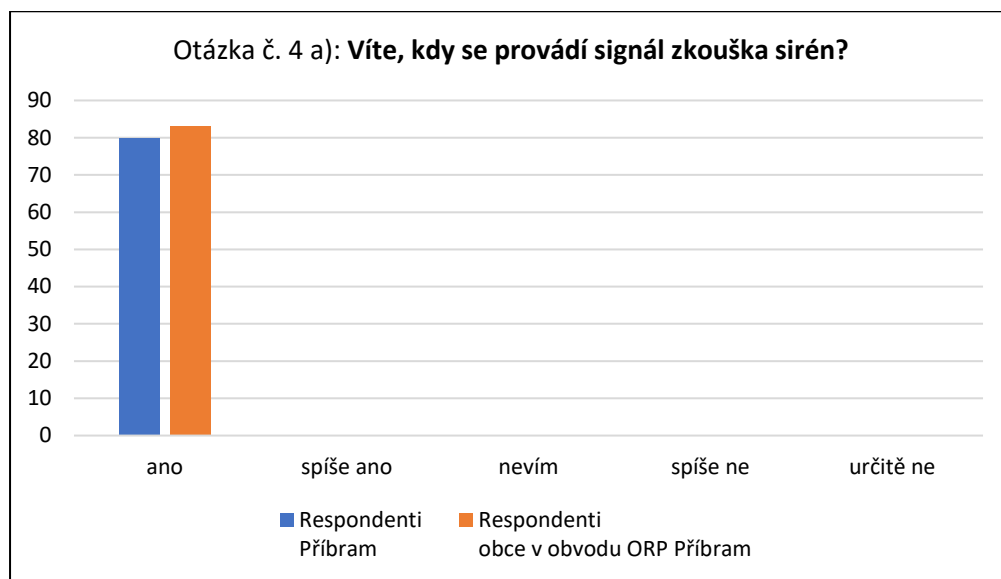 Otázka č. 4 a): Víte, kdy se provádí signál zkouška sirén?
90
80
70
60
50
40
30
20
10
0
ano spíše ano nevím spíše ne určitě ne
Respondenti
Příbram
Respondenti
obce v obvodu ORP Příbram